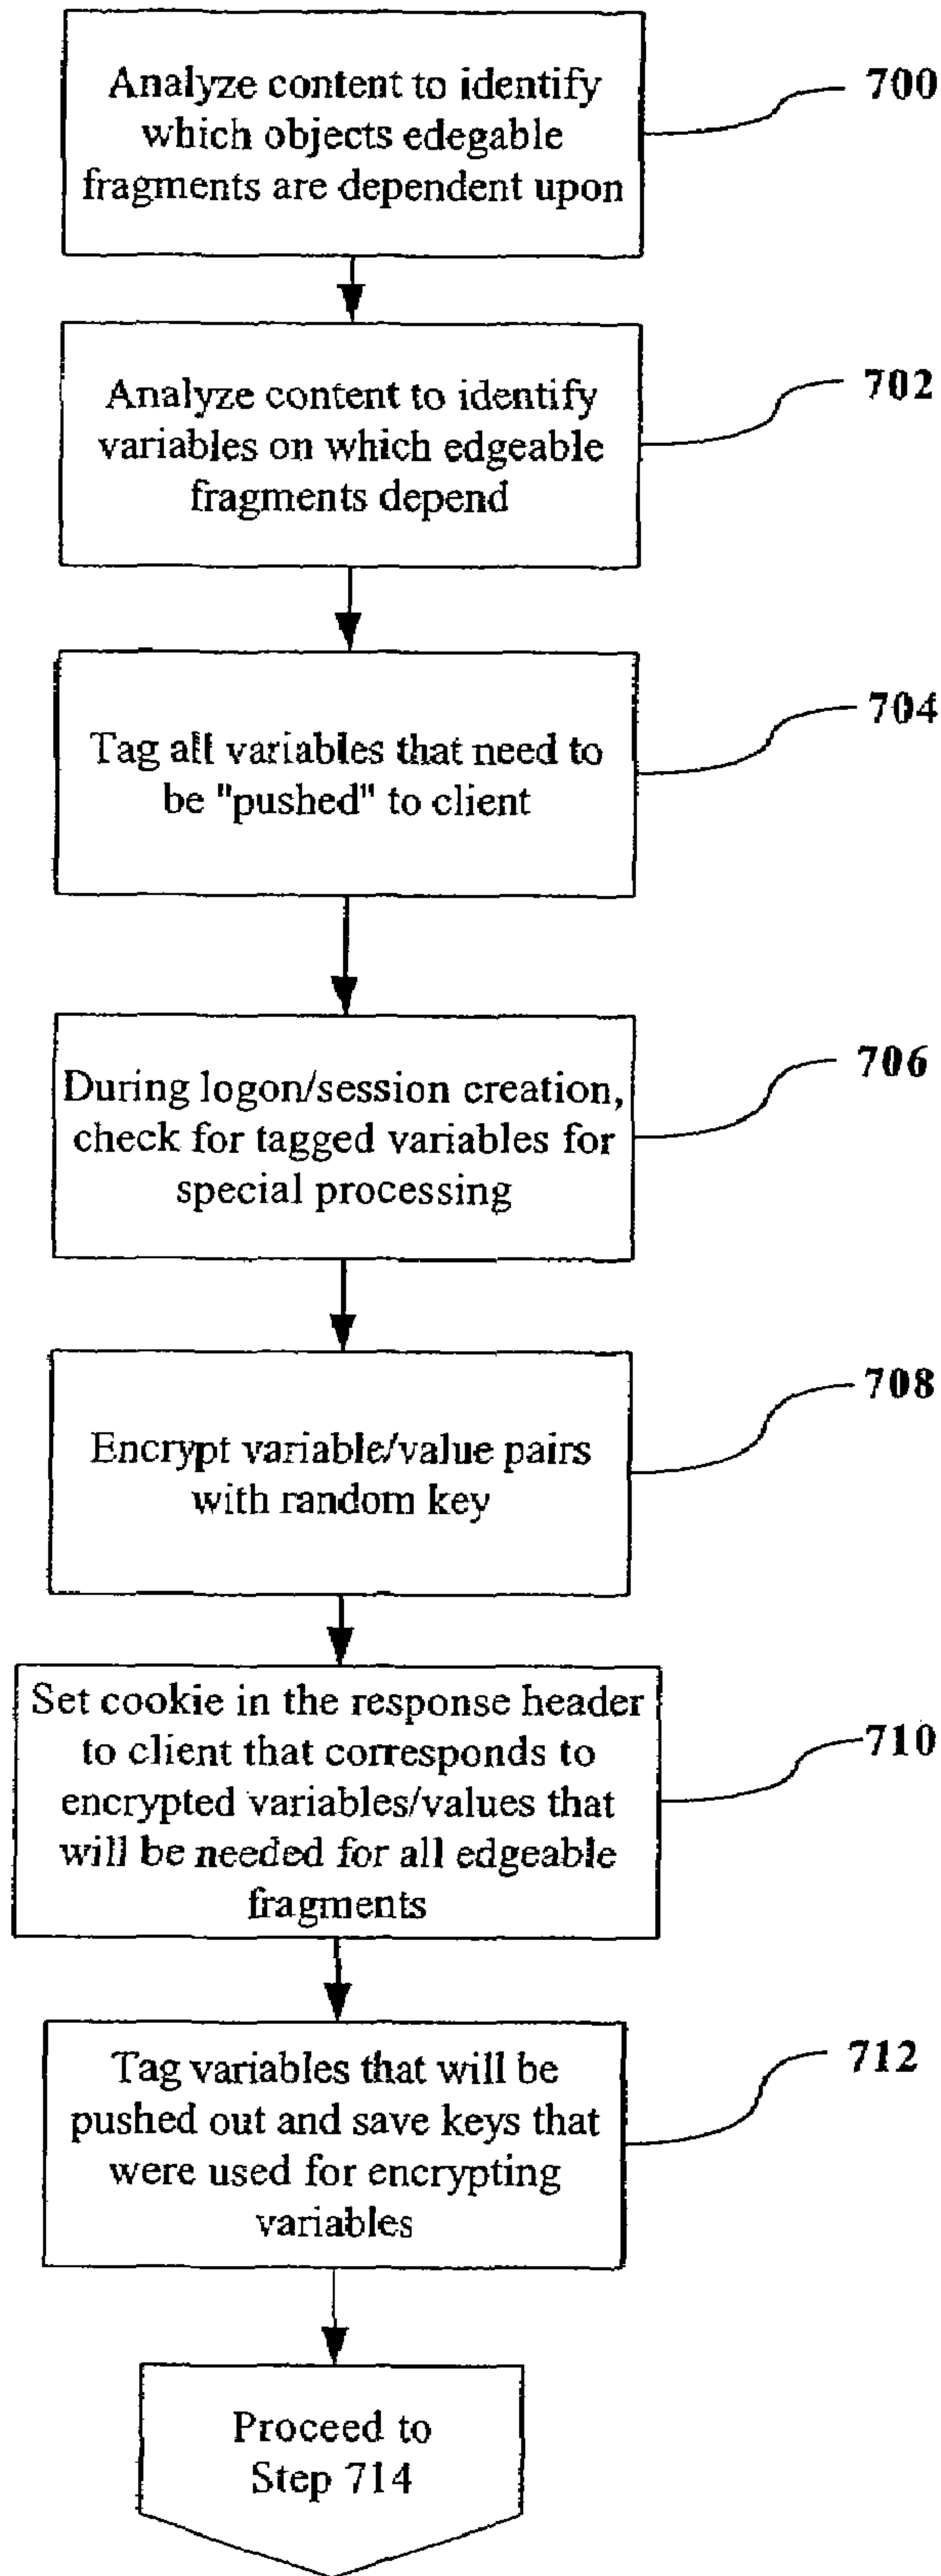 Analyze content to identify
which objects edegable
fragments are dependent upon
700
Analyze content to identify
variables on which edgeable
fragments depend
702
Tag all variables that need to
be "pushed" to client
704
During logon/session creation,
check for tagged variables for
special processing
706
Encrypt variable/value pairs
with random key
708
Set cookie in the response header
to client that corresponds to
encrypted variables/values that
will be needed for all edgeable
fragments
710
Tag variables that will be
pushed out and save keys that
were used for encrypting
variables
712
Proceed to
Step 714